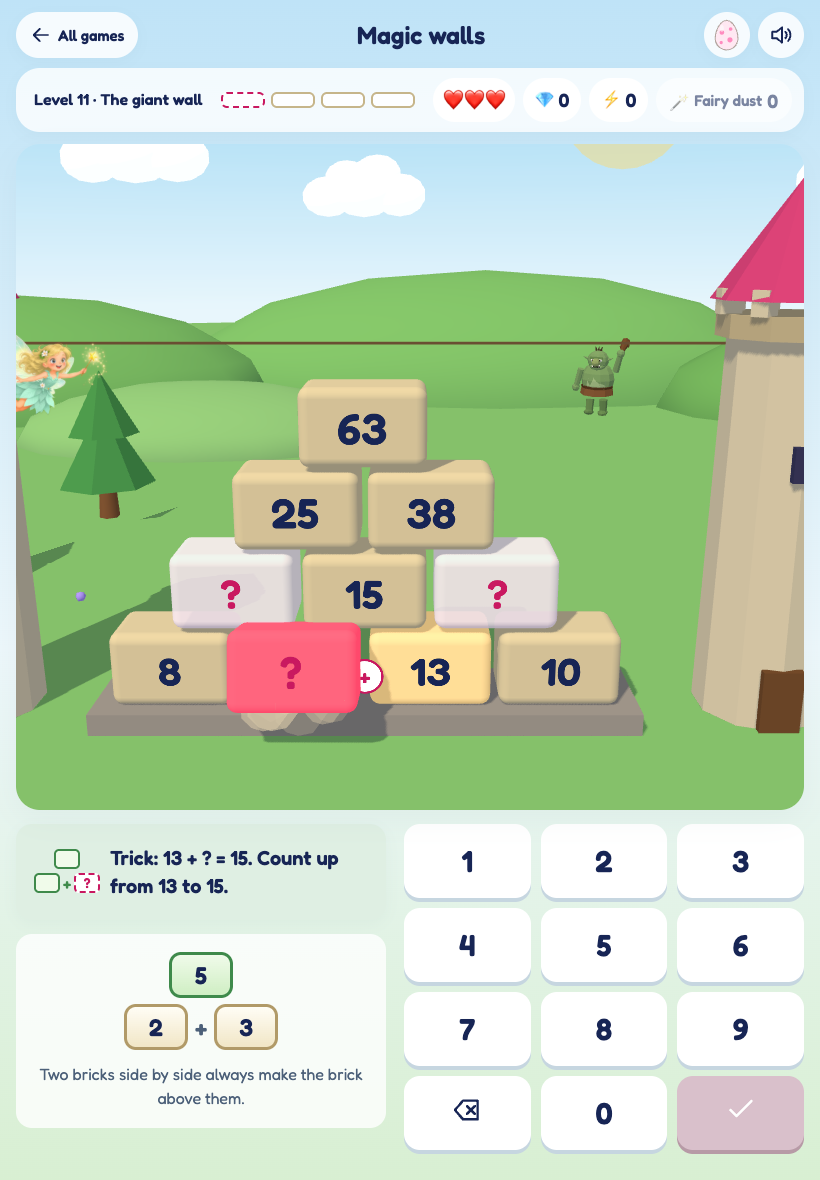 All games
Magic walls
Level 11 · The giant wall
0
0
Fairy dust 0
63
25 38
? 15 ?
8 ? + 13 10
Trick: 13 + ? = 15. Count up
from 13 to 15.
+ ?
5
2 + 3
Two bricks side by side always make the brick
above them.
1 2 3
4 5 6
7 8 9
0